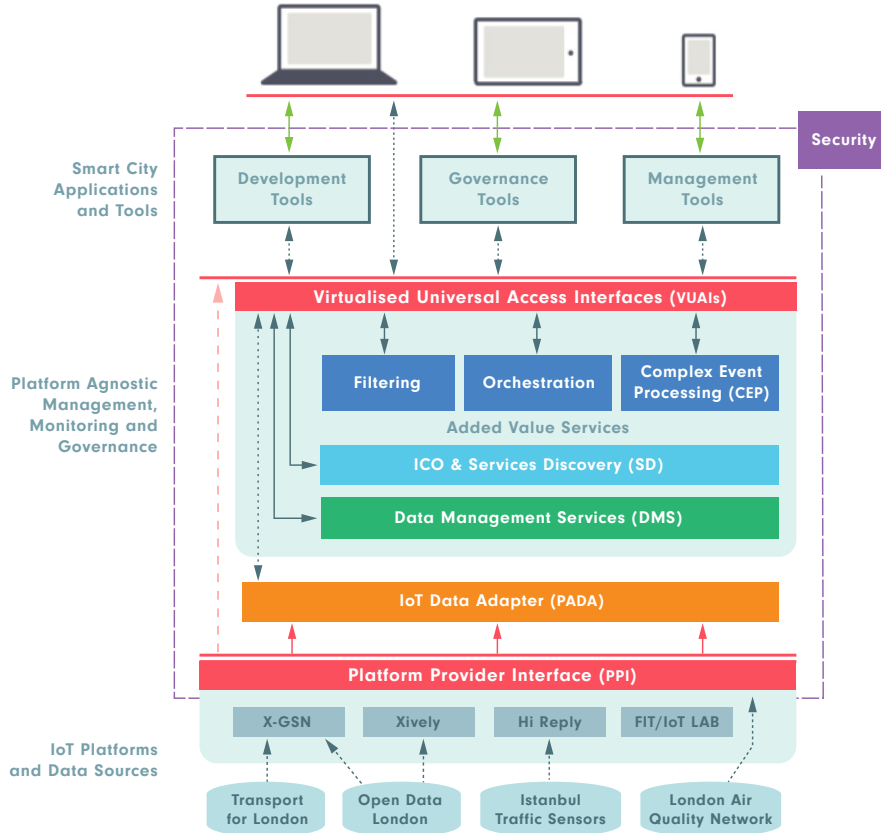 Security
Smart City
Applications
and Tools
Development
Tools
Governance
Tools
Management
Tools
Virtualised Universal Access Interfaces (VUAIs)
Platform Agnostic
Management,
Monitoring and
Governance
Filtering
Orchestration
Complex Event
Processing (CEP)
Added Value Services
ICO & Services Discovery (SD)
Data Management Services (DMS)
IoT Data Adapter (PADA)
Platform Provider Interface (PPI)
IoT Platforms
and Data Sources
X-GSN
Xively
Hi Reply
FIT/IoT LAB
Transport
for London
Open Data
London
Istanbul
Traffic Sensors
London Air
Quality Network